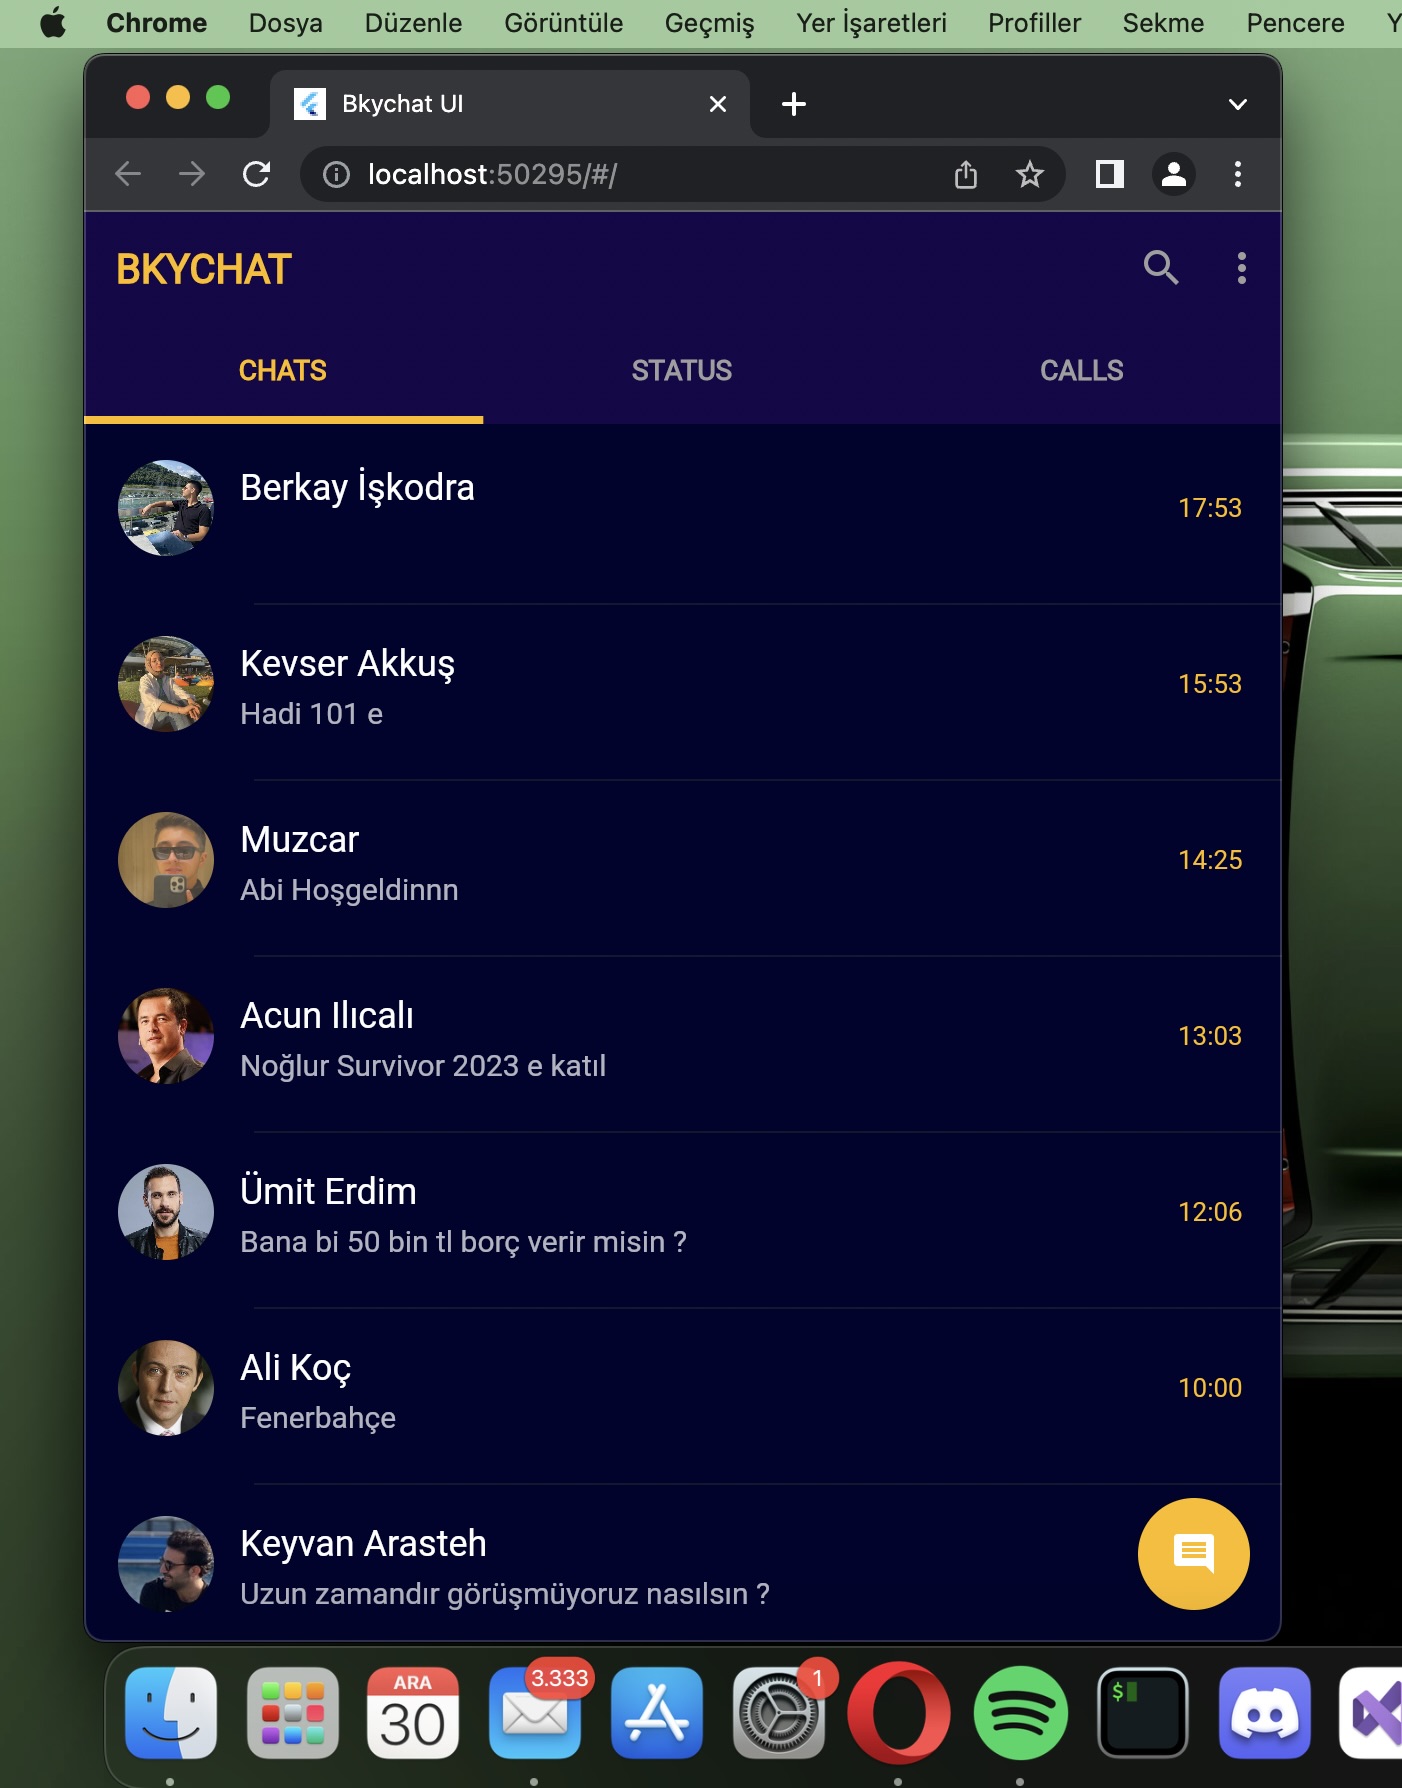 Chrome Dosya Düzenle Görüntüle Geçmiş Yer İşaretleri Profiller Sekme Pencere Y
Bkychat UI
localhost:50295/#/
BKYCHAT
CHATS STATUS CALLS
Berkay İşkodra
17:53
Kevser Akkuş
Hadi 101 e
15:53
Muzcar
Abi Hoşgeldinnn
14:25
Acun Ilıcalı
Noğlur Survivor 2023 e katıl
13:03
Ümit Erdim
Bana bi 50 bin tl borç verir misin ?
12:06
Ali Koç
Fenerbahçe
10:00
Keyvan Arasteh
Uzun zamandır görüşmüyoruz nasılsın ?
ARA
30
3.333
1
$